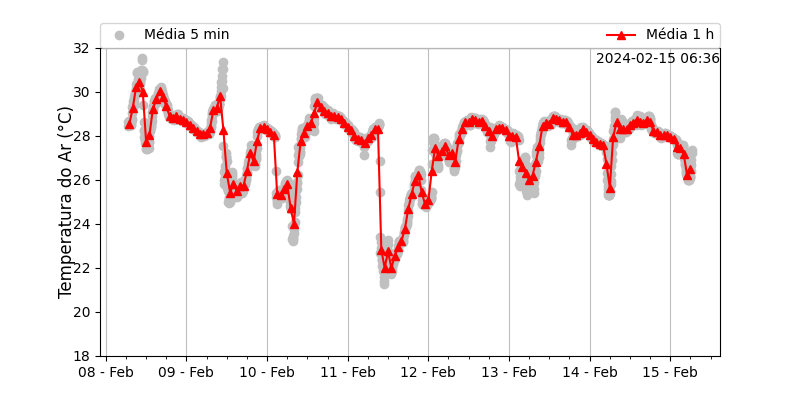 Média 5 min
Média 1 h
2024-02-15 06:36
Temperatura do Ar (°C)
32
30
28
26
24
22
20
18
08 - Feb
09 - Feb
10 - Feb
11 - Feb
12 - Feb
13 - Feb
14 - Feb
15 - Feb